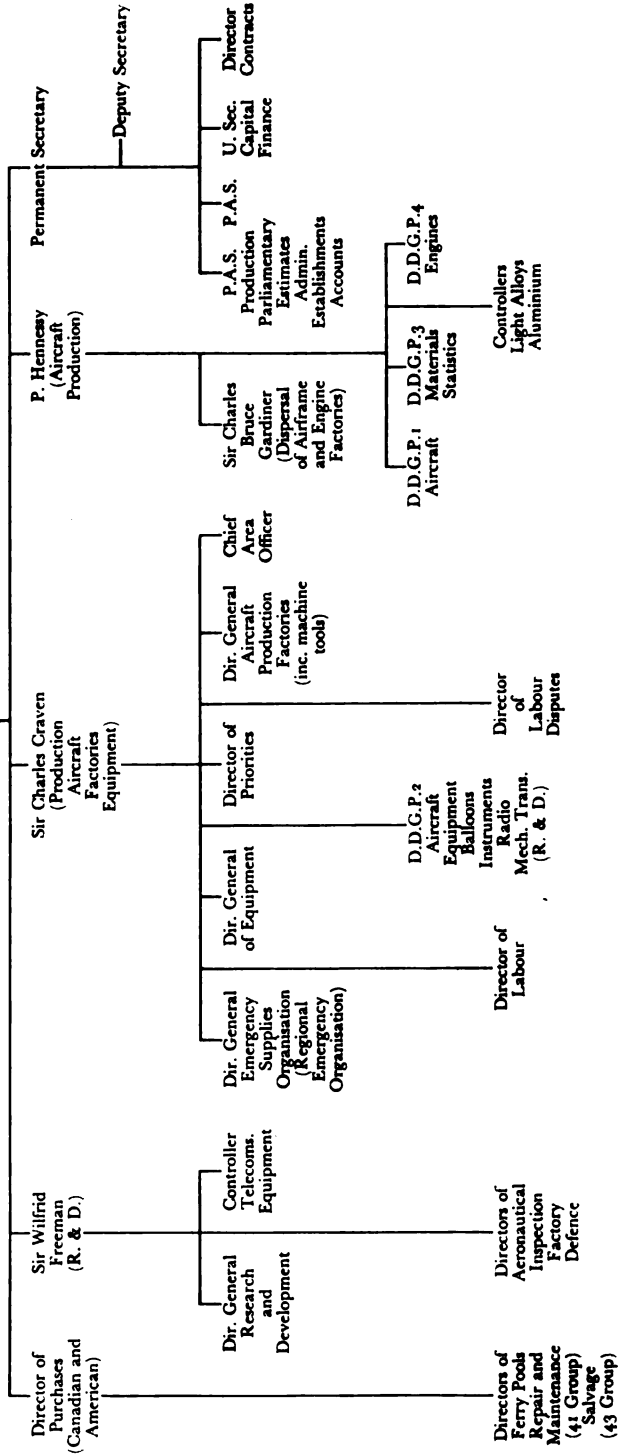 Director of
Purchases
(Canadian and
American)
Sir Wilfrid
Freeman
(R. & D.)
Sir Charles Craven
(Production
Aircraft
Factories
Equipment)
P. Hennessy
(Aircraft
Production)
Permanent Secretary
Deputy Secretary
Dir. General
Research
and
Development
Controller
Telecoms.
Equipment
Dir. General
Emergency
Supplies
Organisation
(Regional
Emergency
Organisation)
Dir. General
of Equipment
Director of
Priorities
Dir. General
Aircraft
Production
Factories
(inc. machine
tools)
Chief
Area
Officer
Sir Charles
Bruce
Gardiner
(Dispersal
of Airframe
and Engine
Factories)
P.A.S.
Production
Parliamentary
Estimates
Admin.
Establishments
Accounts
P.A.S.
U. Sec.
Capital
Finance
Director
Contracts
D.D.G.P.2
Aircraft
Equipment
Balloons
Instruments
Radio
Mech. Trans.
(R. & D.)
D.D.G.P.1
Aircraft
D.D.G.P.3
Materials
Statistics
D.D.G.P.4
Engines
Directors of
Ferry Pools
Repair and
Maintenance
(41 Group)
Salvage
(43 Group)
Directors of
Aeronautical
Inspection
Factory
Defence
Director of
Labour
Director
of
Labour
Disputes
Controllers
Light Alloys
Aluminium